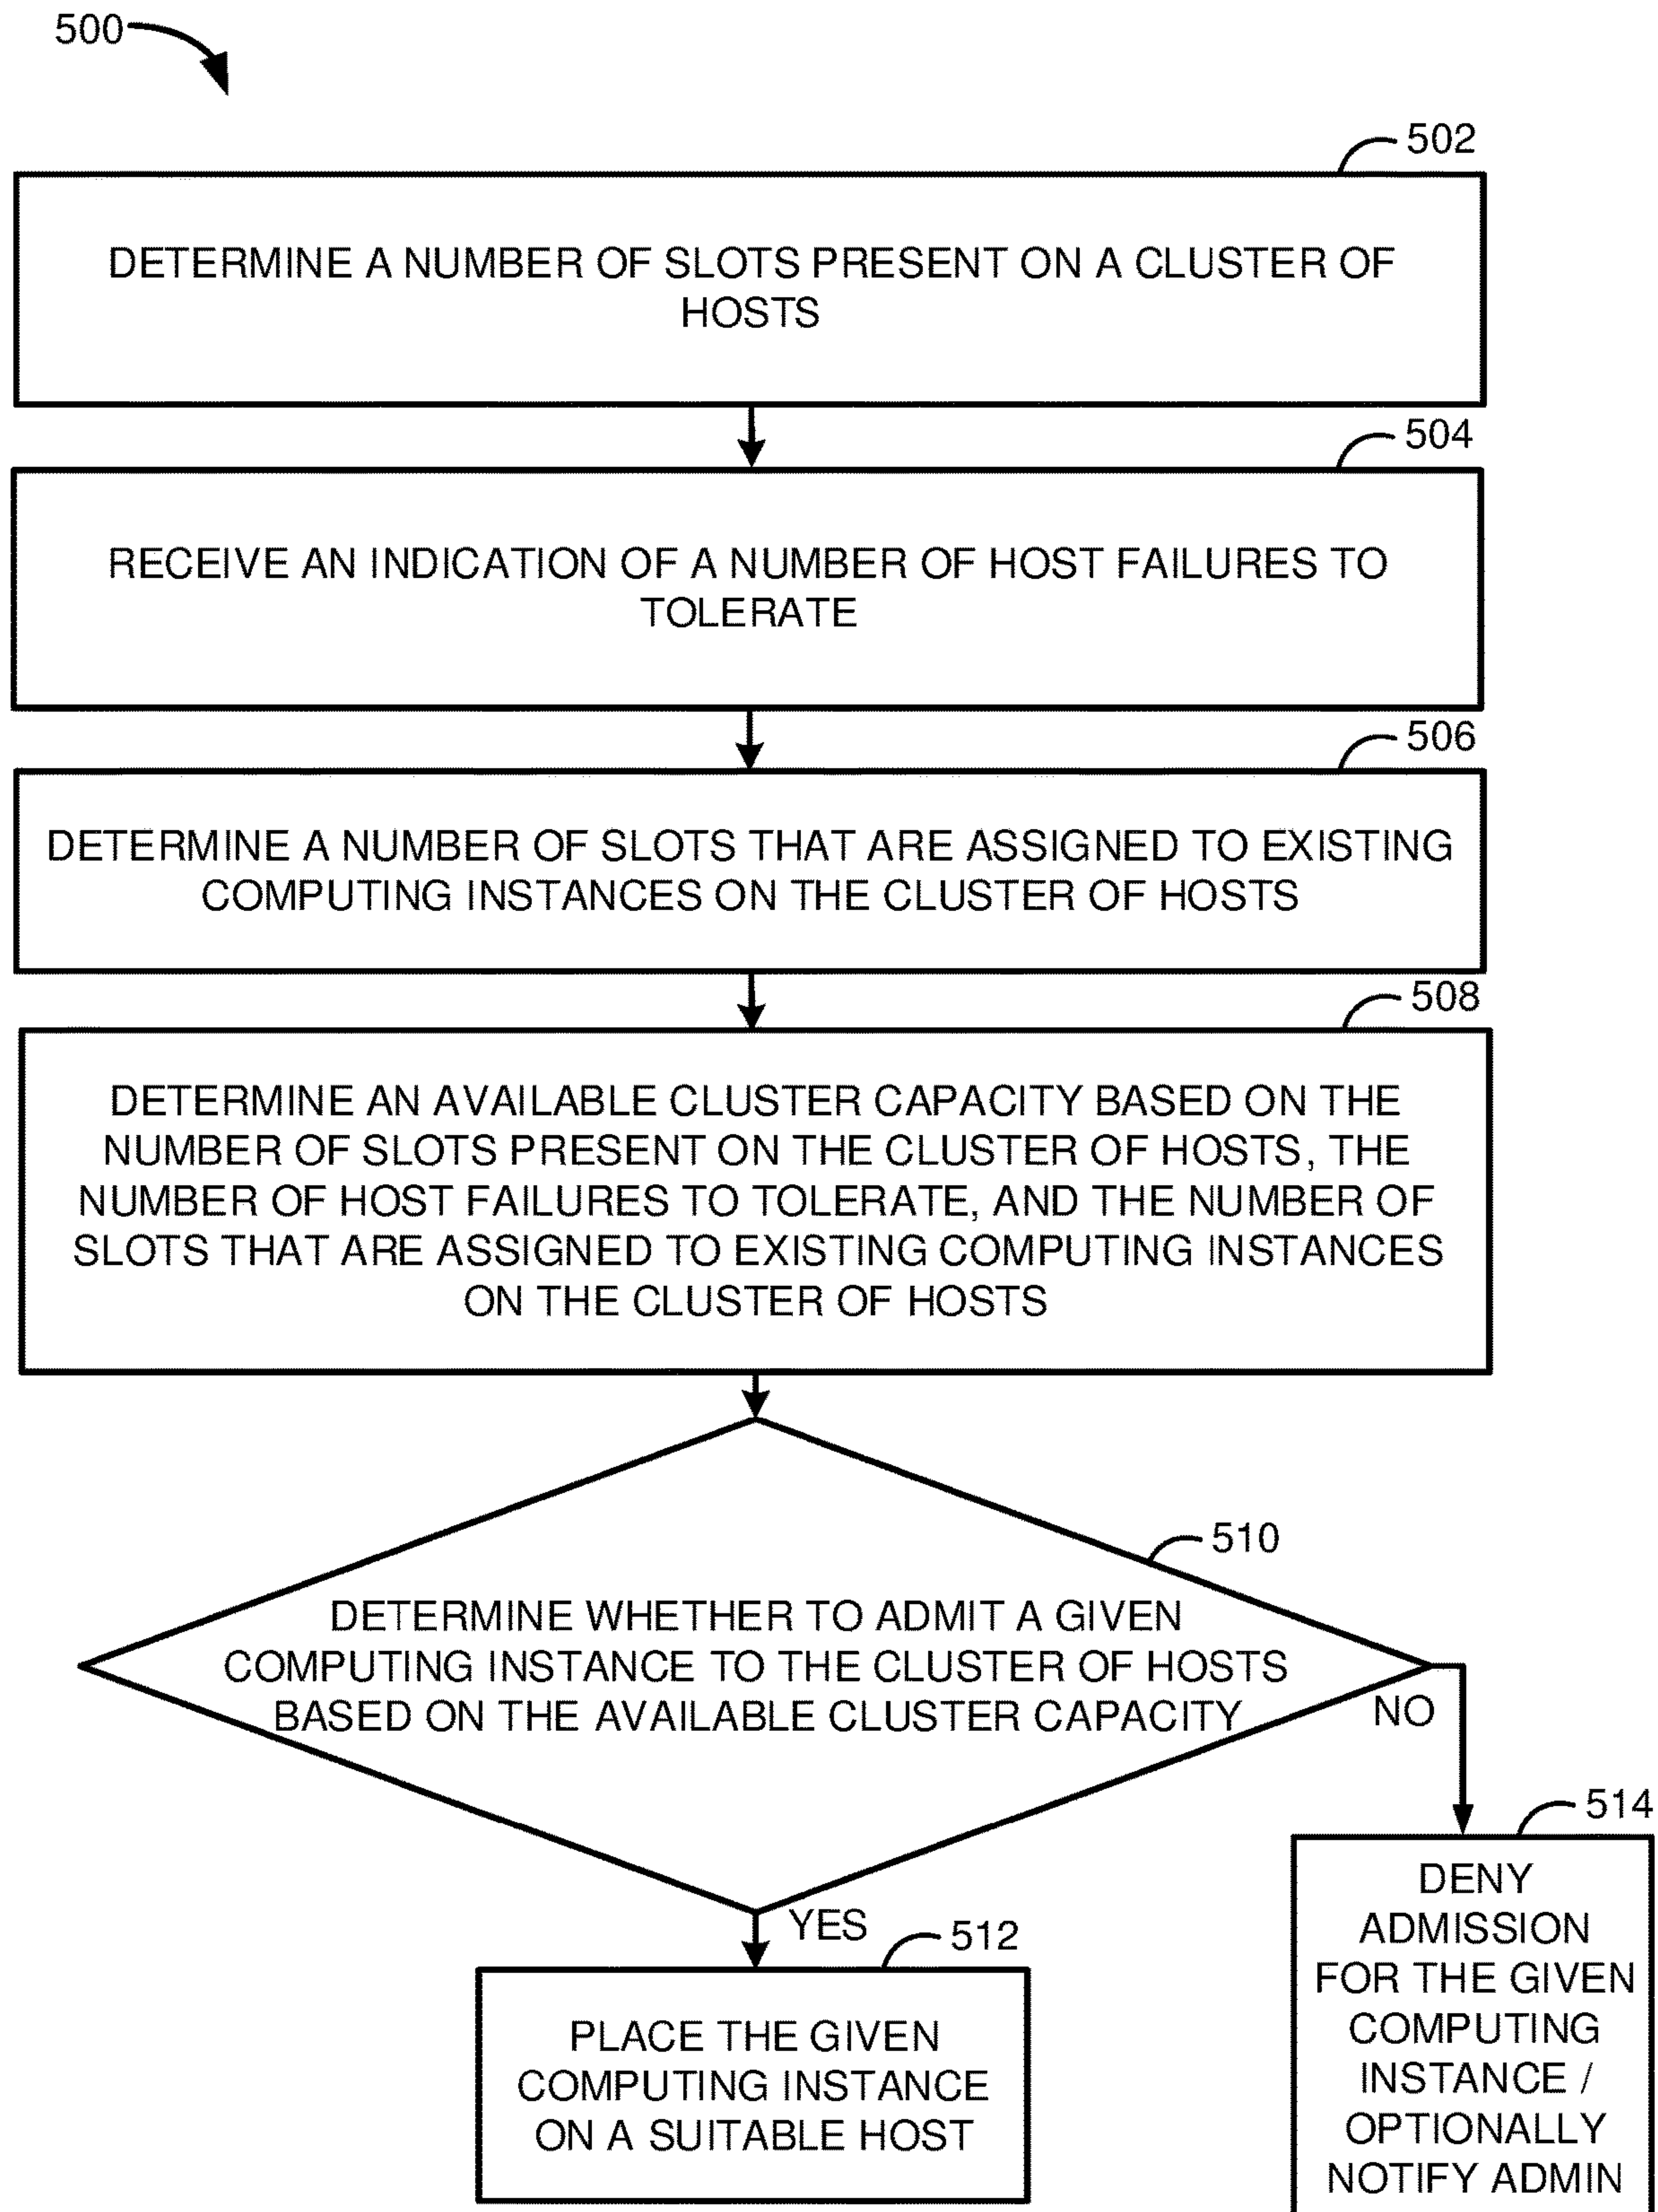 500
502
DETERMINE A NUMBER OF SLOTS PRESENT ON A CLUSTER OF
HOSTS
504
RECEIVE AN INDICATION OF A NUMBER OF HOST FAILURES TO
TOLERATE
506
DETERMINE A NUMBER OF SLOTS THAT ARE ASSIGNED TO EXISTING
COMPUTING INSTANCES ON THE CLUSTER OF HOSTS
508
DETERMINE AN AVAILABLE CLUSTER CAPACITY BASED ON THE
NUMBER OF SLOTS PRESENT ON THE CLUSTER OF HOSTS, THE
NUMBER OF HOST FAILURES TO TOLERATE, AND THE NUMBER OF
SLOTS THAT ARE ASSIGNED TO EXISTING COMPUTING INSTANCES
ON THE CLUSTER OF HOSTS
510
DETERMINE WHETHER TO ADMIT A GIVEN
COMPUTING INSTANCE TO THE CLUSTER OF HOSTS
BASED ON THE AVAILABLE CLUSTER CAPACITY
NO
YES
512
PLACE THE GIVEN
COMPUTING INSTANCE
ON A SUITABLE HOST
514
DENY
ADMISSION
FOR THE GIVEN
COMPUTING
INSTANCE /
OPTIONALLY
NOTIFY ADMIN